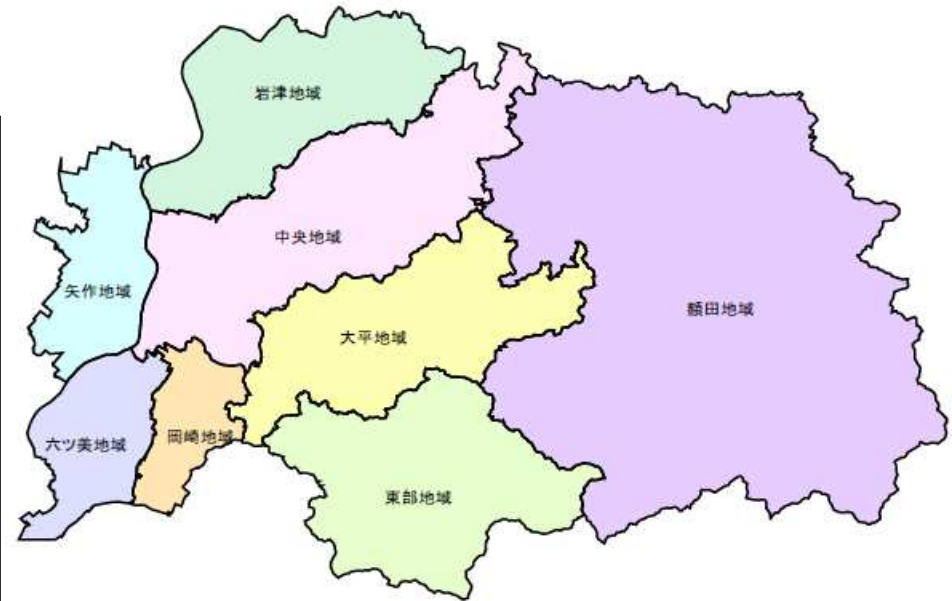 岩津地域
中央地域
矢作地域
額田地域
大平地域
岡崎地域
六ツ美地域
東部地域